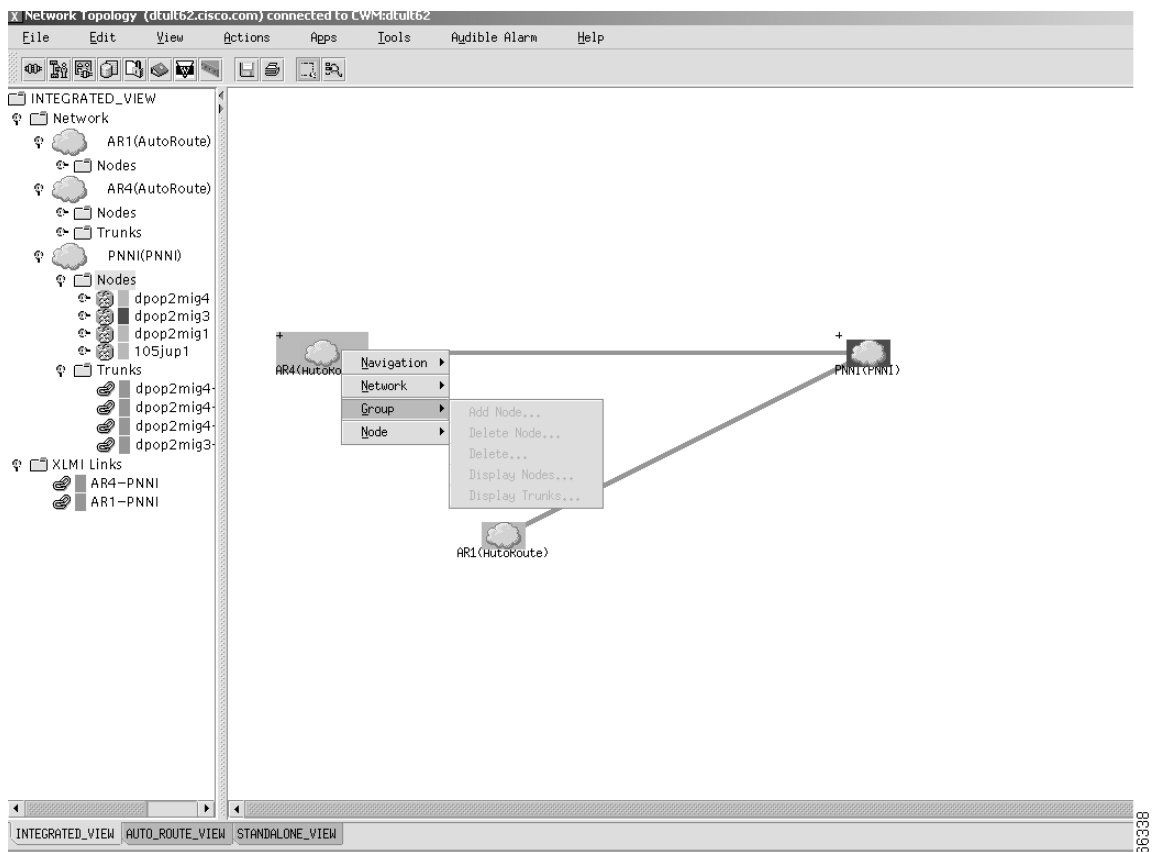 X Network Topology (dtult62.cisco.com) connected to CWM:dtult62
File Edit View Actions Apps Tools Audible Alarm Help
INTEGRATED_VIEW
Network
AR1(AutoRoute)
Nodes
AR4(AutoRoute)
Nodes
Trunks
PNNI(PNNI)
Nodes
dpop2mig4
dpop2mig3
dpop2mig1
105jup1
Trunks
dpop2mig4-
dpop2mig4-
dpop2mig4-
dpop2mig3-
XLMI Links
AR4-PNNI
AR1-PNNI
+
AR4(AutoRo
Navigation
Network
Group
Node
Add Node...
Delete Node...
Delete...
Display Nodes...
Display Trunks...
+
PNNI(PNNI)
AR1(AutoRoute)
INTEGRATED_VIEW AUTO_ROUTE_VIEW STANDALONE_VIEW
66338